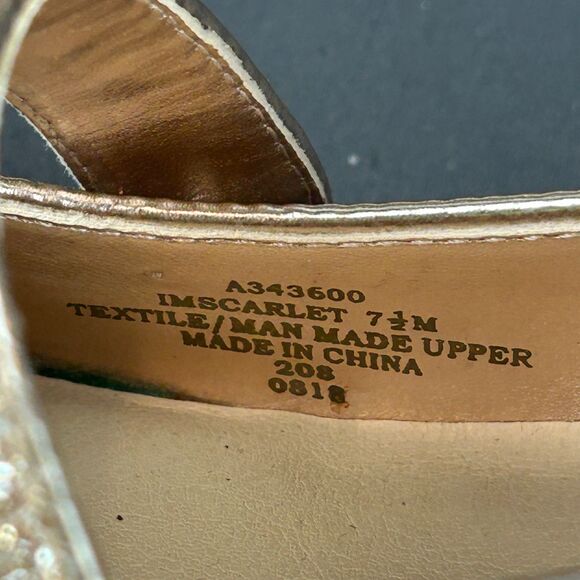 A343600
IMSCARLET 7½M
TEXTILE/MAN MADE UPPER
MADE IN CHINA
208
0818